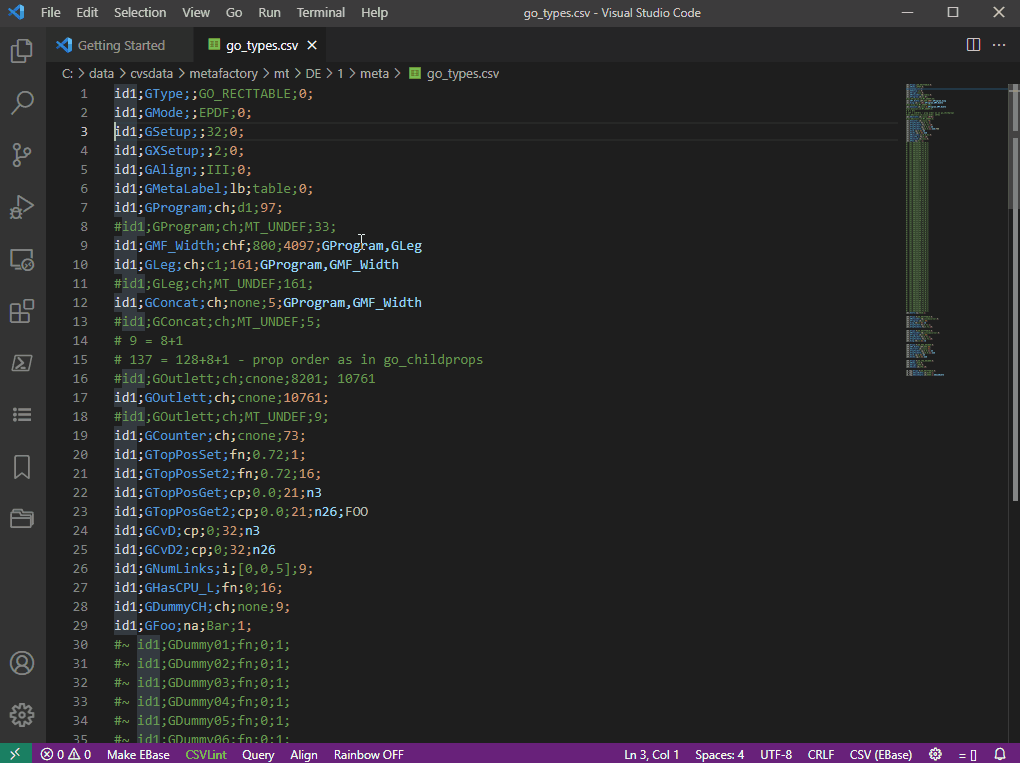 File Edit Selection View Go Run Terminal Help go_types.csv - Visual Studio Code
Getting Started go_types.csv
C: > data > cvsdata > metafactory > mt > DE > 1 > meta > go_types.csv
1 id1;GType;;GO_RECTTABLE;0;
2 id1;GMode;;EPDF;0;
3 id1;GSetup;;32;0;
4 id1;GXSetup;;2;0;
5 id1;GAlign;;III;0;
6 id1;GMetaLabel;lb;table;0;
7 id1;GProgram;ch;d1;97;
8 #id1;GProgram;ch;MT_UNDEF;33;
9 id1;GMF_Width;chf;800;4097;GProgram,GLeg
10 id1;GLeg;ch;c1;161;GProgram,GMF_Width
11 #id1;GLeg;ch;MT_UNDEF;161;
12 id1;GConcat;ch;none;5;GProgram,GMF_Width
13 #id1;GConcat;ch;MT_UNDEF;5;
14 # 9 = 8+1
15 # 137 = 128+8+1 - prop order as in go_childprops
16 #id1;GOutlett;ch;cnone;8201; 10761
17 id1;GOutlett;ch;cnone;10761;
18 #id1;GOutlett;ch;MT_UNDEF;9;
19 id1;GCounter;ch;cnone;73;
20 id1;GTopPosSet;fn;0.72;1;
21 id1;GTopPosSet2;fn;0.72;16;
22 id1;GTopPosGet;cp;0.0;21;n3
23 id1;GTopPosGet2;cp;0.0;21;n26;FOO
24 id1;GCvD;cp;0;32;n3
25 id1;GCvD2;cp;0;32;n26
26 id1;GNumLinks;i;[0,0,5];9;
27 id1;GHasCPU_L;fn;0;16;
28 id1;GDummyCH;ch;none;9;
29 id1;GFoo;na;Bar;1;
30 #~ id1;GDummy01;fn;0;1;
31 #~ id1;GDummy02;fn;0;1;
32 #~ id1;GDummy03;fn;0;1;
33 #~ id1;GDummy04;fn;0;1;
34 #~ id1;GDummy05;fn;0;1;
35 #~ id1;GDummy06;fn;0;1;
0 0 Make EBase CSVLint Query Align Rainbow OFF Ln 3, Col 1 Spaces: 4 UTF-8 CRLF CSV (EBase) = []